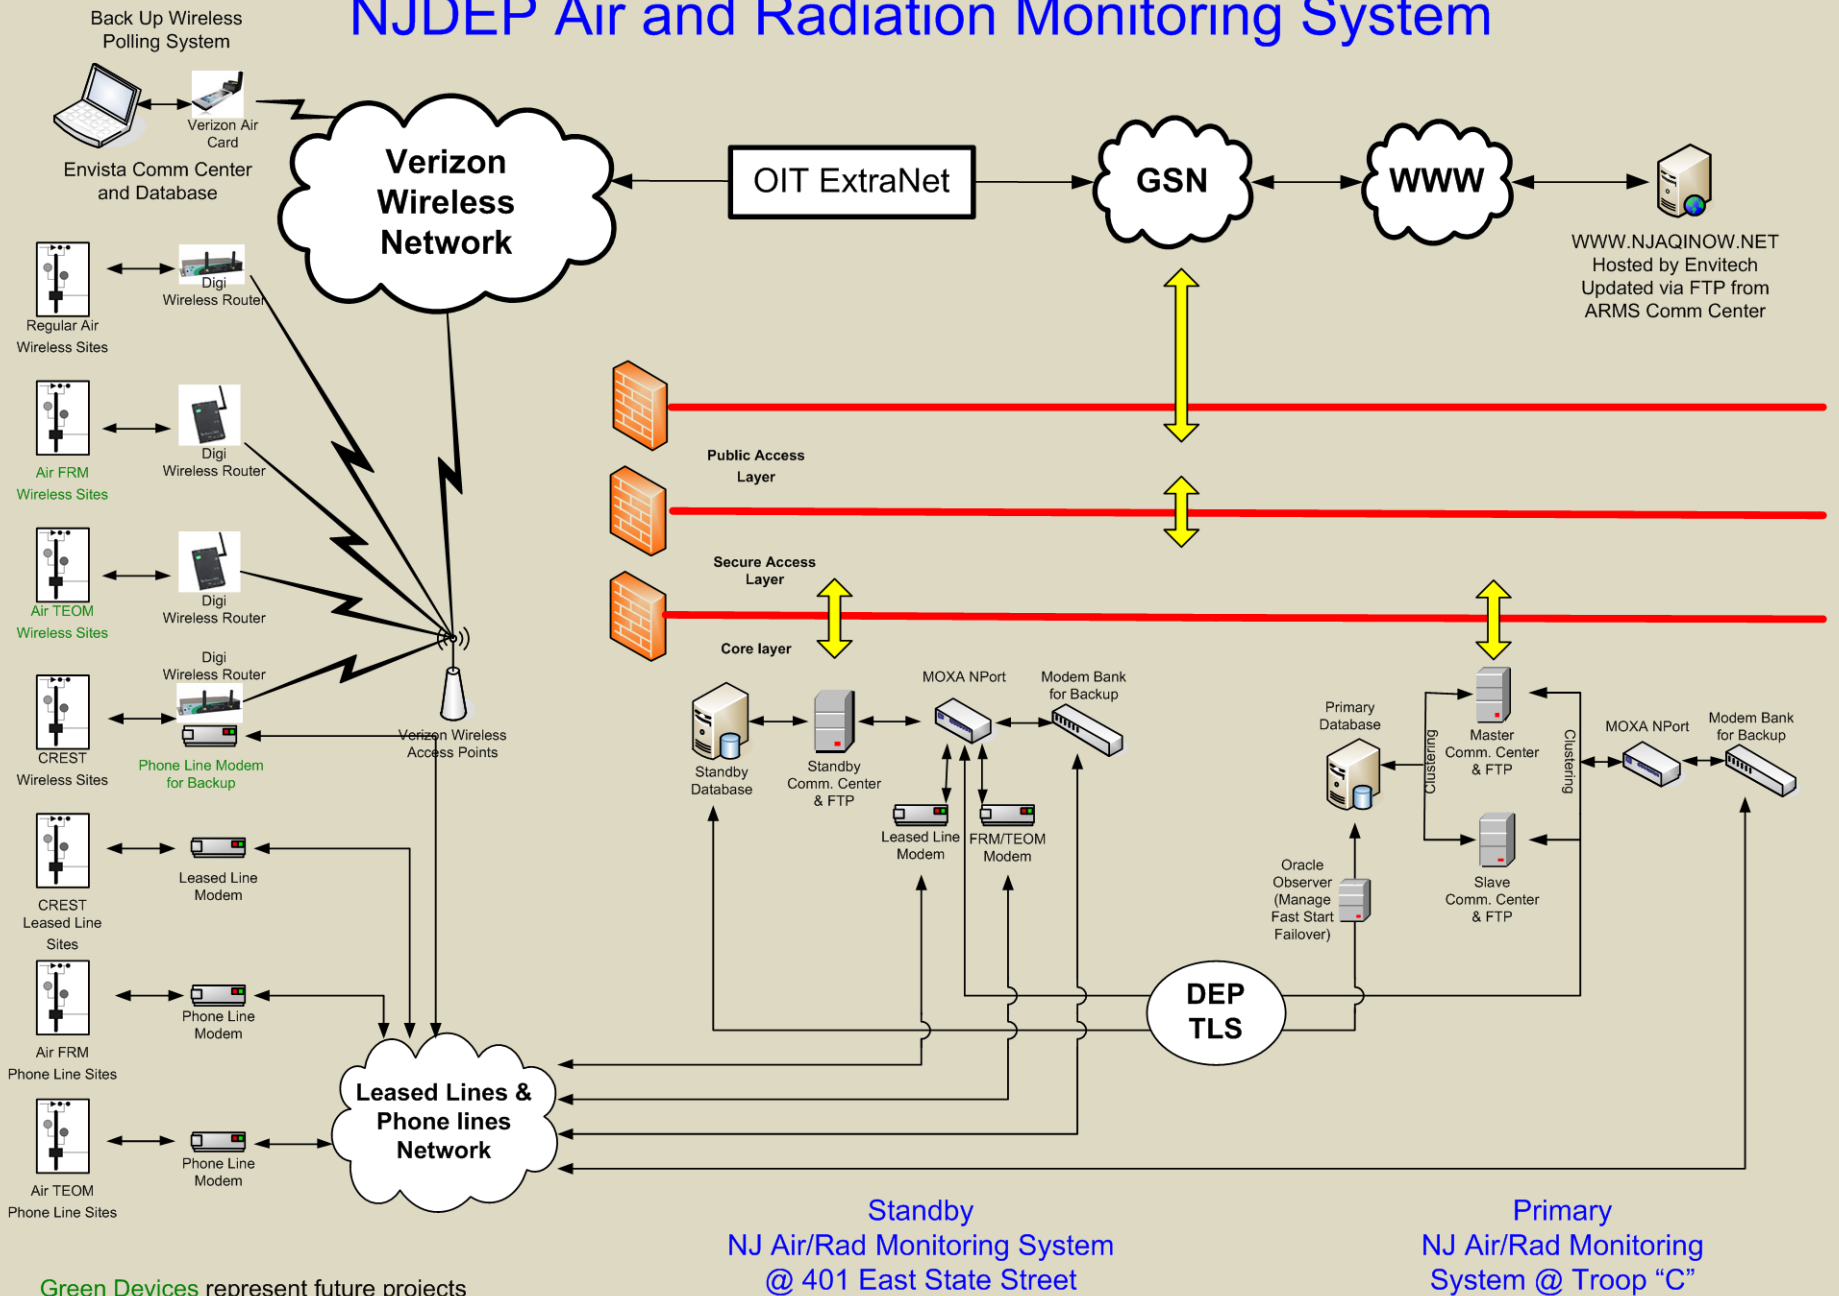 NJDEP Air and Radiation Monitoring System
Back Up Wireless
Polling System
Verizon Air
Card
Envista Comm Center
and Database
Verizon
Wireless
Network
OIT ExtraNet
GSN
WWW
WWW.NJAQINOW.NET
Hosted by Envitech
Updated via FTP from
ARMS Comm Center
Digi
Wireless Router
Regular Air
Wireless Sites
Digi
Wireless Router
Air FRM
Wireless Sites
Digi
Wireless Router
Air TEOM
Wireless Sites
Digi
Wireless Router
CREST
Wireless Sites
Phone Line Modem
for Backup
Verizon Wireless
Access Points
CREST
Leased Line
Sites
Leased Line
Modem
Air FRM
Phone Line Sites
Phone Line
Modem
Air TEOM
Phone Line Sites
Phone Line
Modem
Leased Lines &
Phone lines
Network
Public Access
Layer
Secure Access
Layer
Core layer
Standby
Database
Standby
Comm. Center
& FTP
MOXA NPort
Modem Bank
for Backup
Leased Line
Modem
FRM/TEOM
Modem
Primary
Database
Clustering
Master
Comm. Center
& FTP
Clustering
MOXA NPort
Modem Bank
for Backup
Slave
Comm. Center
& FTP
Oracle
Observer
(Manage
Fast Start
Failover)
DEP
TLS
Standby
NJ Air/Rad Monitoring System
@ 401 East State Street
Primary
NJ Air/Rad Monitoring
System @ Troop “C”
Green Devices represent future projects